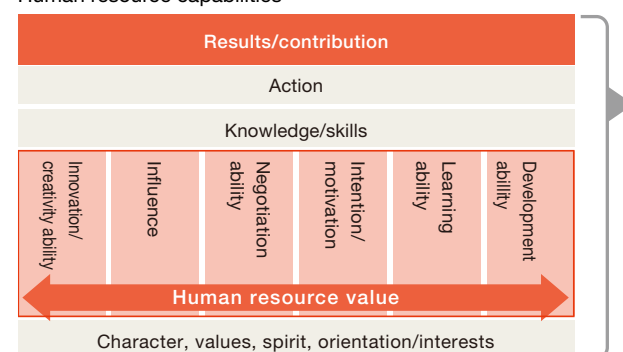 Human resource capabilities
Results/contribution
Action
Knowledge/skills
Innovation/
creativity ability
Influence
Negotiation
ability
Intention/
motivation
Learning
ability
Development
abillity
Human resource value
Character, values, spirit, orientation/interests